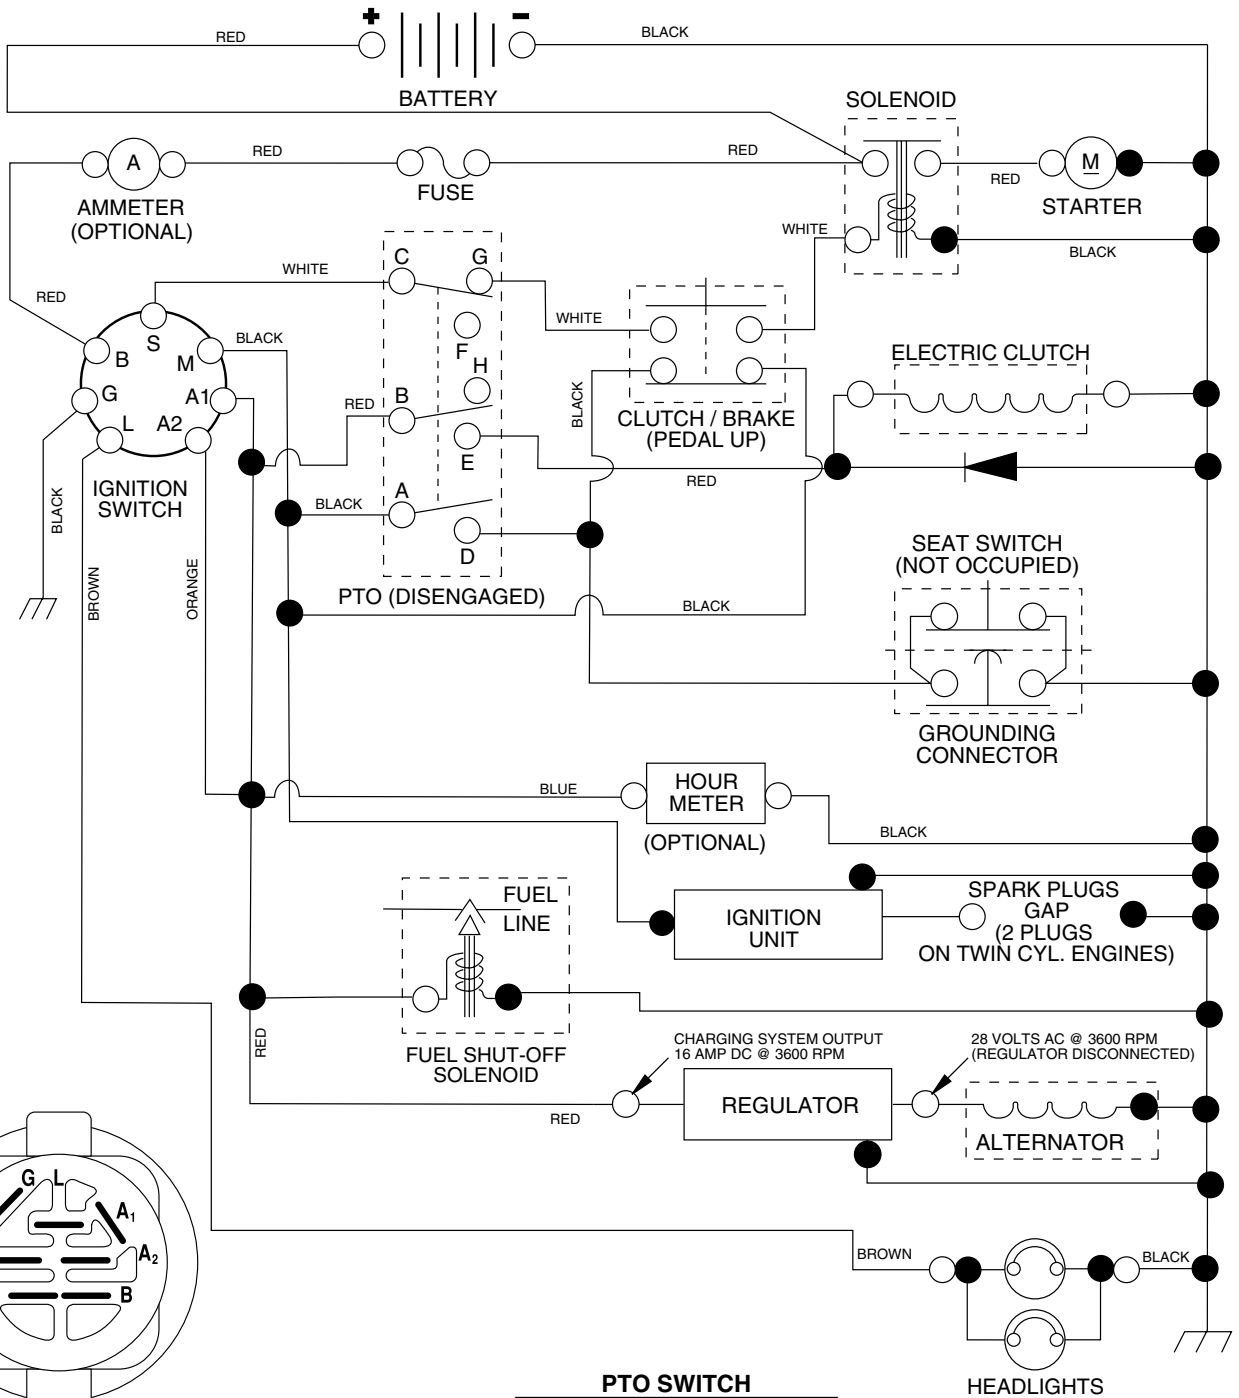 + -
RED
BLACK
BATTERY
SOLENOID
A
RED
RED
RED
M
FUSE
STARTER
AMMETER
(OPTIONAL)
WHITE
BLACK
C G
WHITE
RED
S
WHITE
BLACK
B
M
F
H
ELECTRIC CLUTCH
G
A1
B
RED
BLACK
CLUTCH / BRAKE
(PEDAL UP)
L A2
E
RED
IGNITION
SWITCH
BLACK
A
BLACK
D
SEAT SWITCH
(NOT OCCUPIED)
BROWN
ORANGE
PTO (DISENGAGED)
BLACK
GROUNDING
CONNECTOR
BLUE
HOUR
METER
(OPTIONAL)
BLACK
FUEL
LINE
IGNITION
UNIT
SPARK PLUGS
GAP
(2 PLUGS
ON TWIN CYL. ENGINES)
RED
FUEL SHUT-OFF
SOLENOID
CHARGING SYSTEM OUTPUT
16 AMP DC @ 3600 RPM
28 VOLTS AC @ 3600 RPM
(REGULATOR DISCONNECTED)
RED
REGULATOR
ALTERNATOR
G L
A₁
A₂
B
BROWN
BLACK
PTO SWITCH
HEADLIGHTS